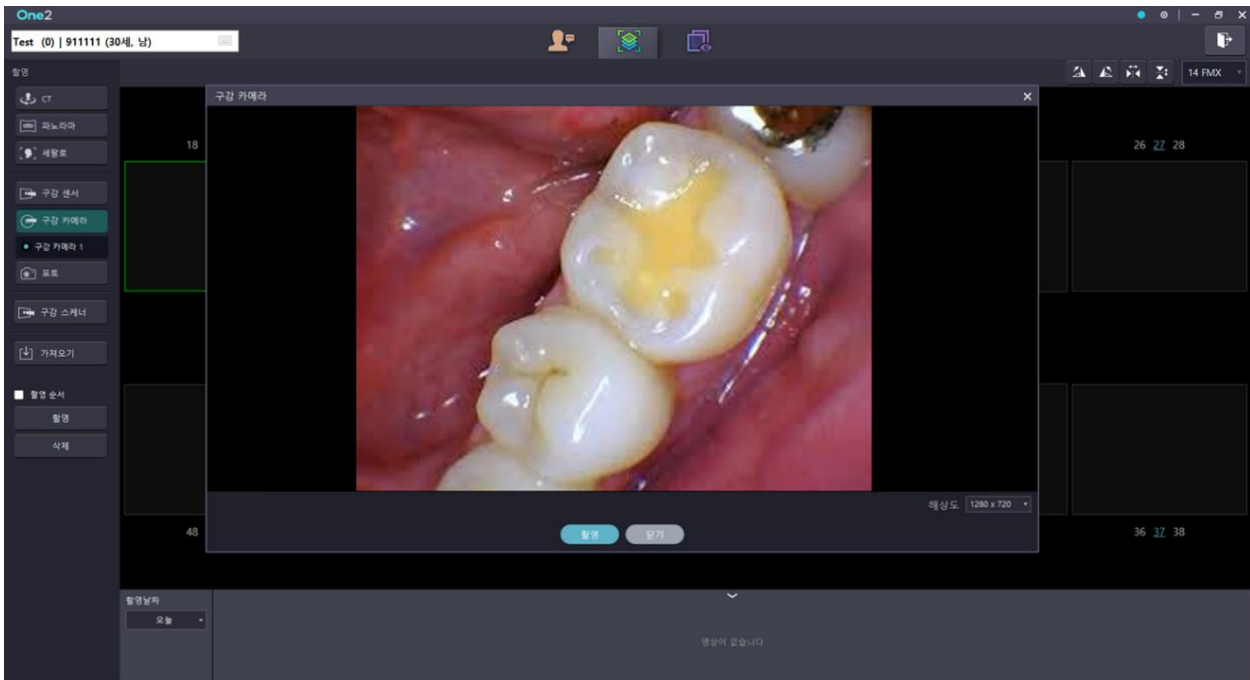 One2
Test (0) | 911111 (30세, 남)
촬영
14 FMX
CT
파노라마
세팔로
구강 센서
구강 카메라
구강 카메라 1
포토
구강 스케너
가져오기
촬영 순서
촬영
삭제
구강 카메라
18
26 27 28
해상도 1280 x 720
촬영 닫기
48
36 37 38
촬영날짜
오늘
영상이 없습니다